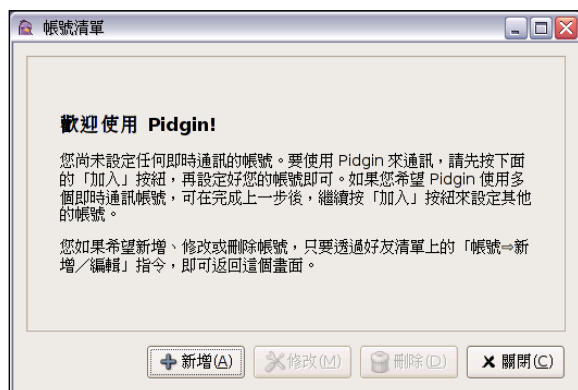 帳號清單
歡迎使用 Pidgin!
您尚未設定任何即時通訊的帳號。要使用 Pidgin 來通訊，請先按下面
的「加入」按紐，再設定好您的帳號即可。如果您希望 Pidgin 使用多
個即時通訊帳號，可在完成上一步後，繼續按「加入」按紐來設定其他
的帳號。
您如果希望新增、修改或刪除帳號，只要透過好友清單上的「帳號⇨新
增／編輯」指令，即可返回這個畫面。
新增(A)
修改(M)
刪除(D)
關閉(C)